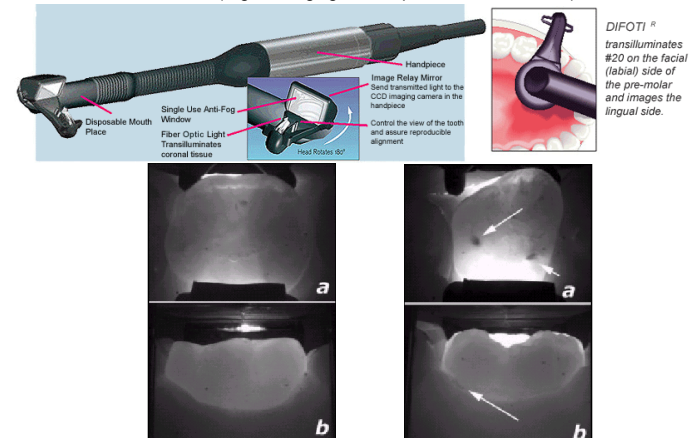 Handpiece
Image Relay Mirror
Send transmitted light to the
CCD imaging camera in the
handpiece
Single Use Anti-Fog
Window
Disposable Mouth
Place
Fiber Optic Light
Transilluminates
coronal tissue
Control the view of the tooth
and assure reproducible
alignment
Head Rotates 180°
DIFOTI R
transilluminates
#20 on the facial
(labial) side of
the pre-molar
and images the
lingual side.
a
a
b
b